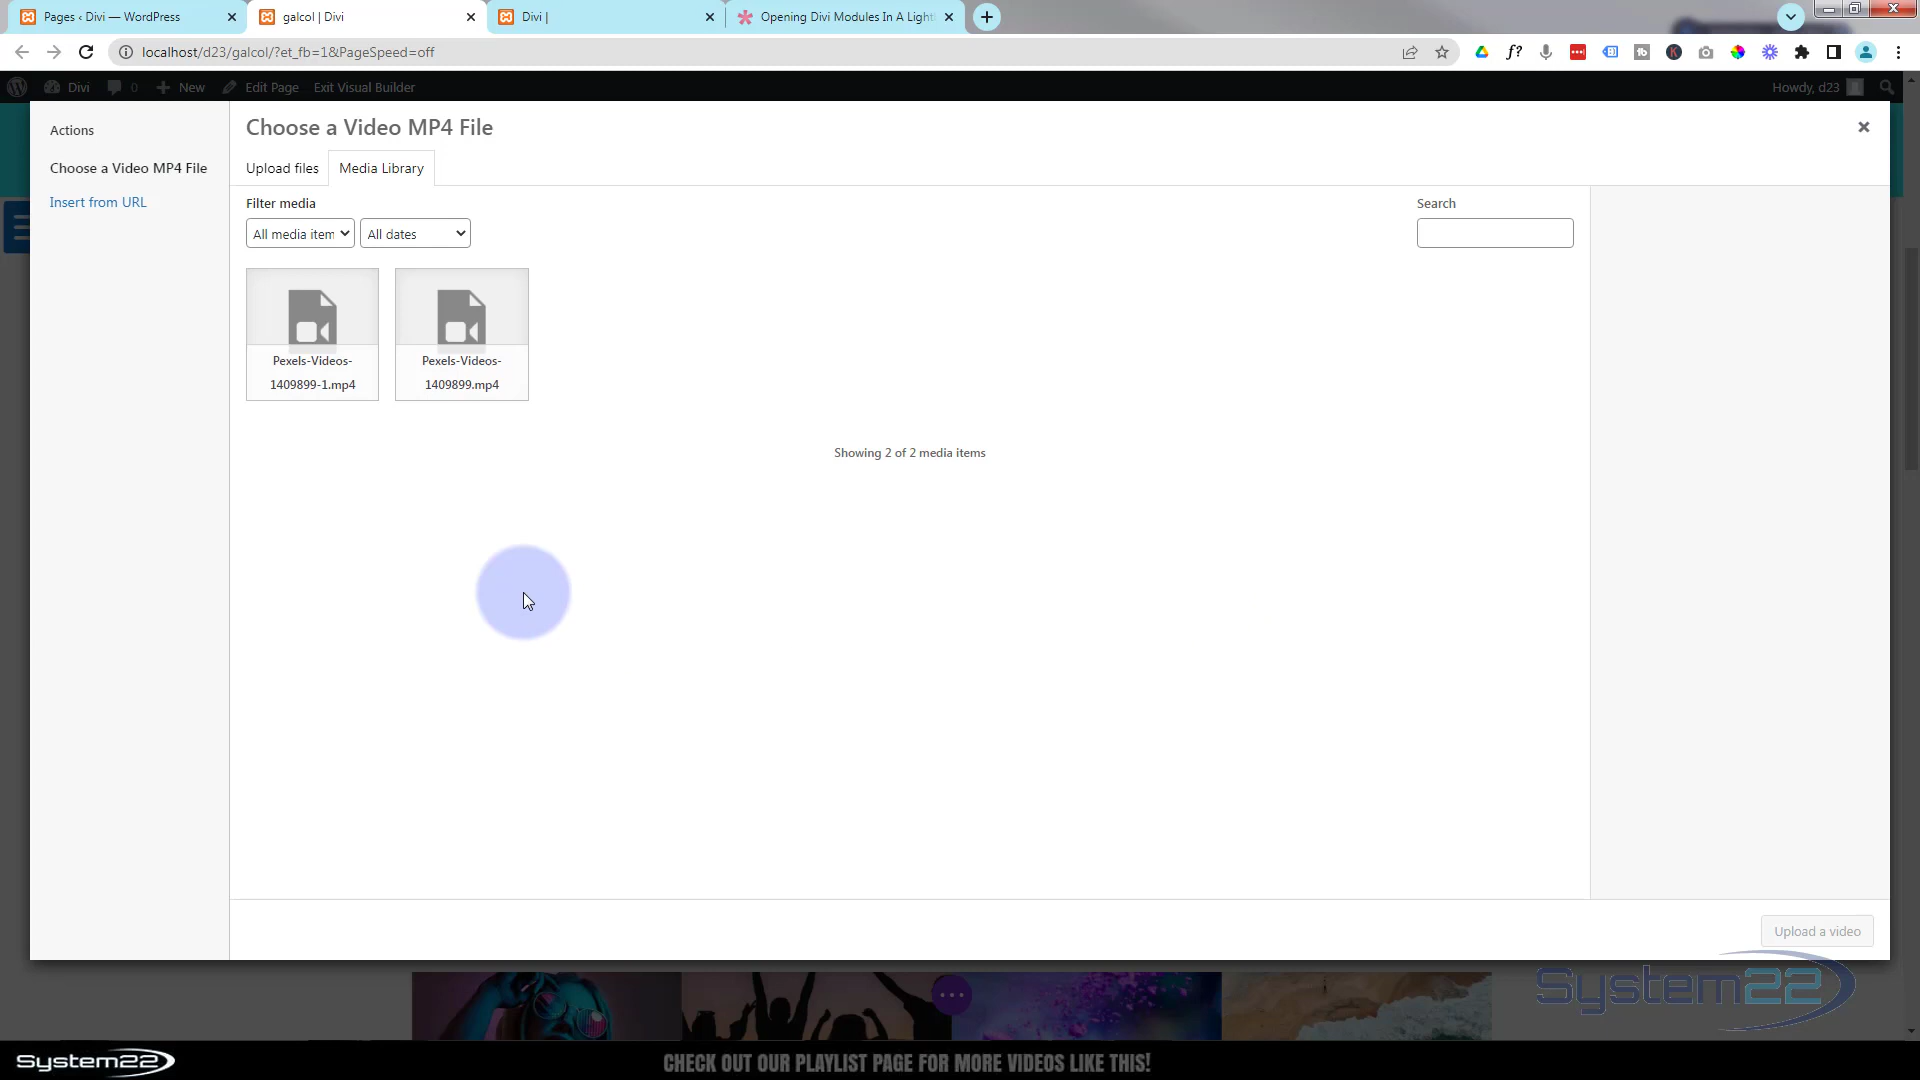 Pages ‹ Divi — WordPress
galcol | Divi
Divi |
Opening Divi Modules In A Light
localhost/d23/galcol/?et_fb=1&PageSpeed=off
Divi
0
New
Edit Page
Exit Visual Builder
Howdy, d23
Actions
Choose a Video MP4 File
Insert from URL
Choose a Video MP4 File
Upload files
Media Library
Filter media
All media item
All dates
Search
Pexels-Videos-
1409899-1.mp4
Pexels-Videos-
1409899.mp4
Showing 2 of 2 media items
Upload a video
System22
System22
CHECK OUT OUR PLAYLIST PAGE FOR MORE VIDEOS LIKE THIS!